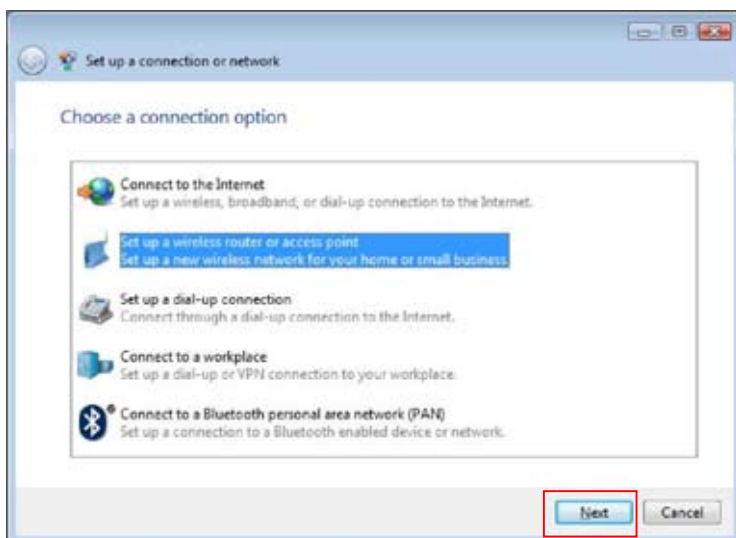 Set up a connection or network
Choose a connection option
Connect to the Internet
Set up a wireless, broadband, or dial-up connection to the Internet.
Set up a wireless router or access point
Set up a new wireless network for your home or small business.
Set up a dial-up connection
Connect through a dial-up connection to the Internet.
Connect to a workplace
Set up a dial-up or VPN connection to your workplace.
Connect to a Bluetooth personal area network (PAN)
Set up a connection to a Bluetooth enabled device or network.
Next
Cancel